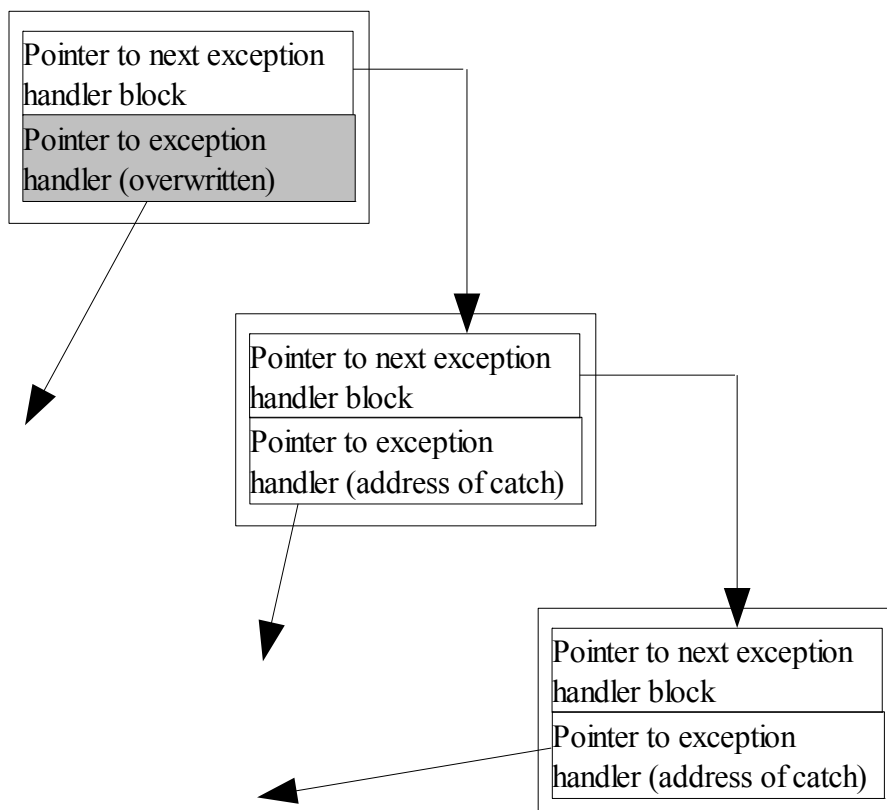 Pointer to next exception
handler block
Pointer to exception
handler (overwritten)
Pointer to next exception
handler block
Pointer to exception
handler (address of catch)
Pointer to next exception
handler block
Pointer to exception
handler (address of catch)